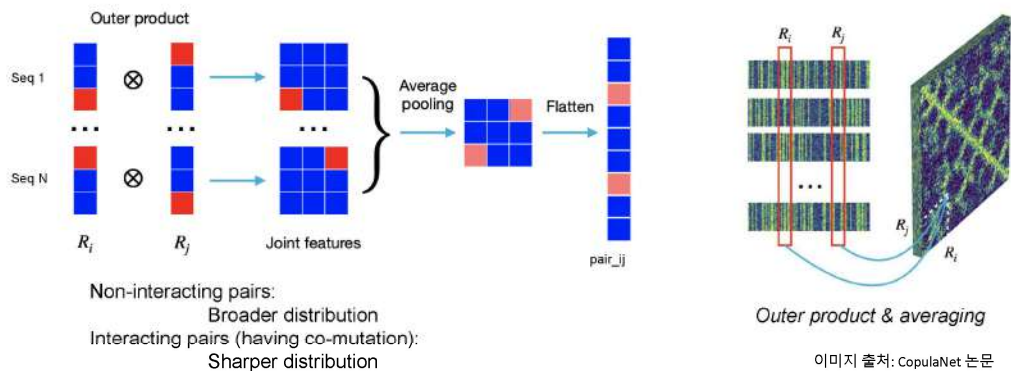 Outer product
Seq 1
...
Seq N
⊗
⊗
...
...
R_i
R_j
Joint features
Average
pooling
Flatten
pair_ij
Non-interacting pairs:
Broader distribution
Interacting pairs (having co-mutation):
Sharper distribution
R_i
R_j
...
R_j
R_i
Outer product & averaging
이미지 출처: CopulaNet 논문